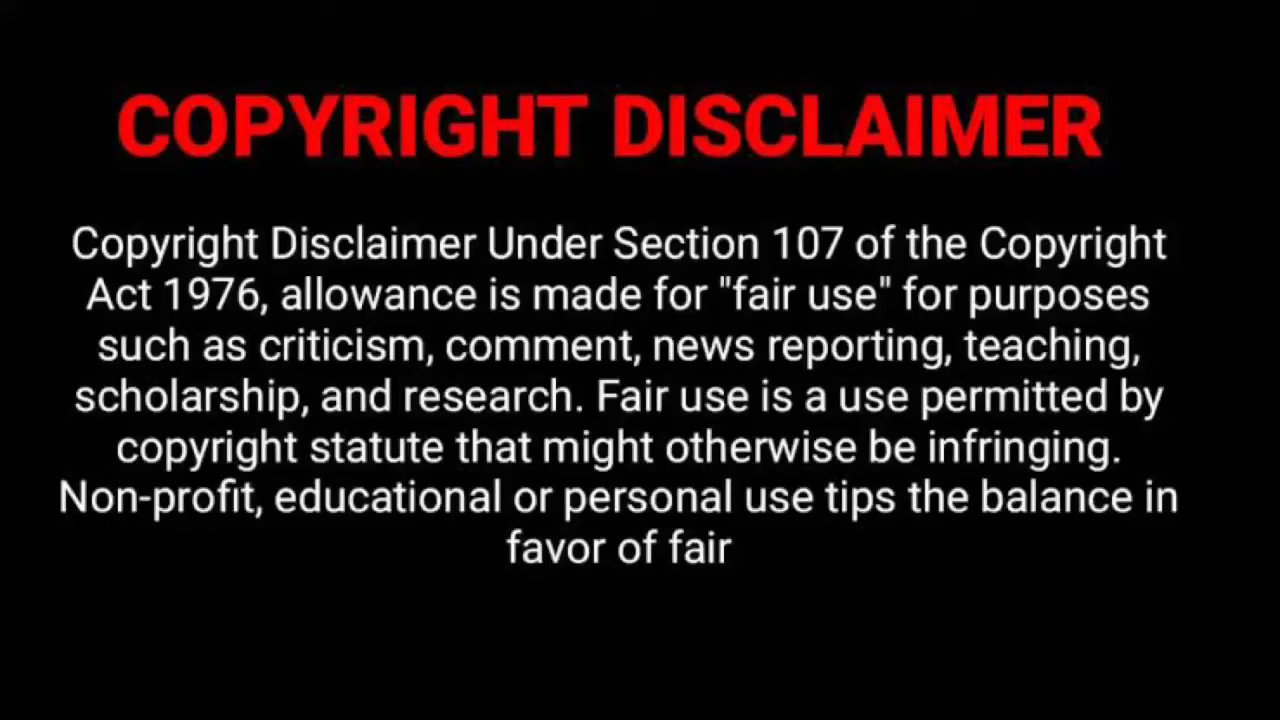 COPYRIGHT DISCLAIMER
Copyright Disclaimer Under Section 107 of the Copyright
Act 1976, allowance is made for "fair use" for purposes
such as criticism, comment, news reporting, teaching,
scholarship, and research. Fair use is a use permitted by
copyright statute that might otherwise be infringing.
Non-profit, educational or personal use tips the balance in
favor of fair